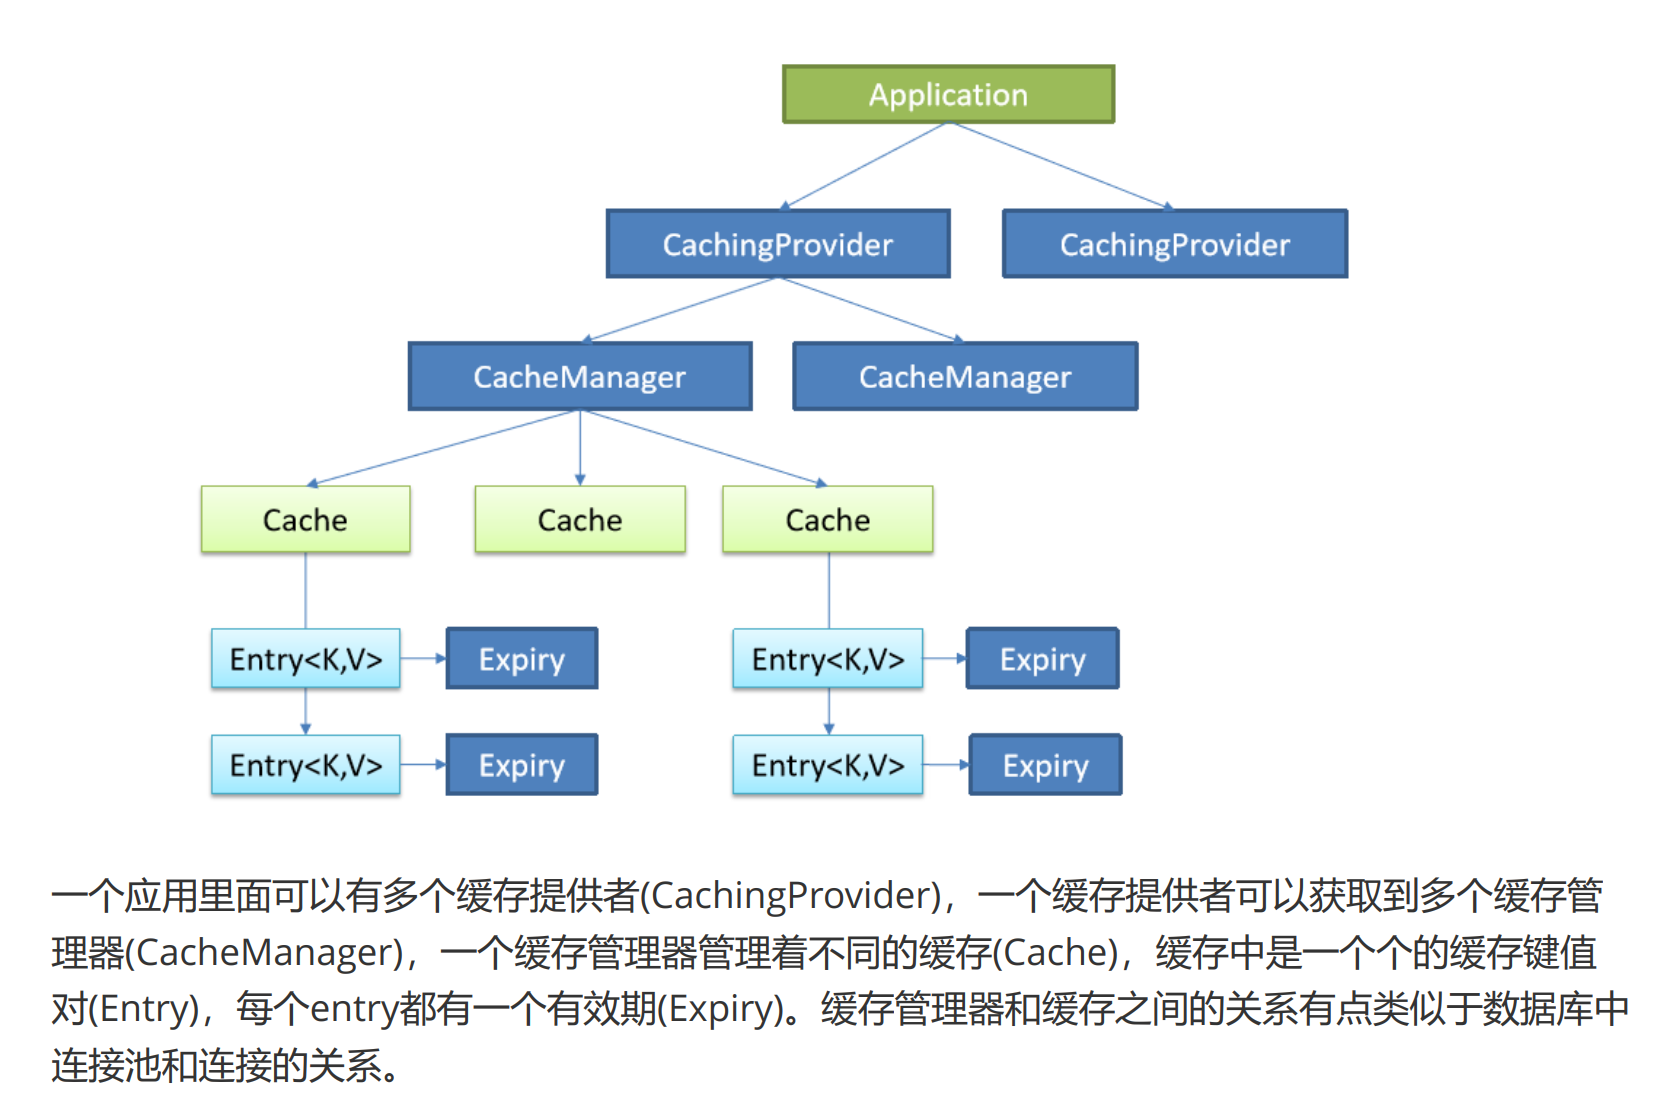 Application
CachingProvider
CachingProvider
CacheManager
CacheManager
Cache
Cache
Cache
Entry<K,V>
Expiry
Entry<K,V>
Expiry
Entry<K,V>
Expiry
Entry<K,V>
Expiry
一个应用里面可以有多个缓存提供者(CachingProvider)，一个缓存提供者可以获取到多个缓存管
理器(CacheManager)，一个缓存管理器管理着不同的缓存(Cache)，缓存中是一个个的缓存键值
对(Entry)，每个entry都有一个有效期(Expiry)。缓存管理器和缓存之间的关系有点类似于数据库中
连接池和连接的关系。